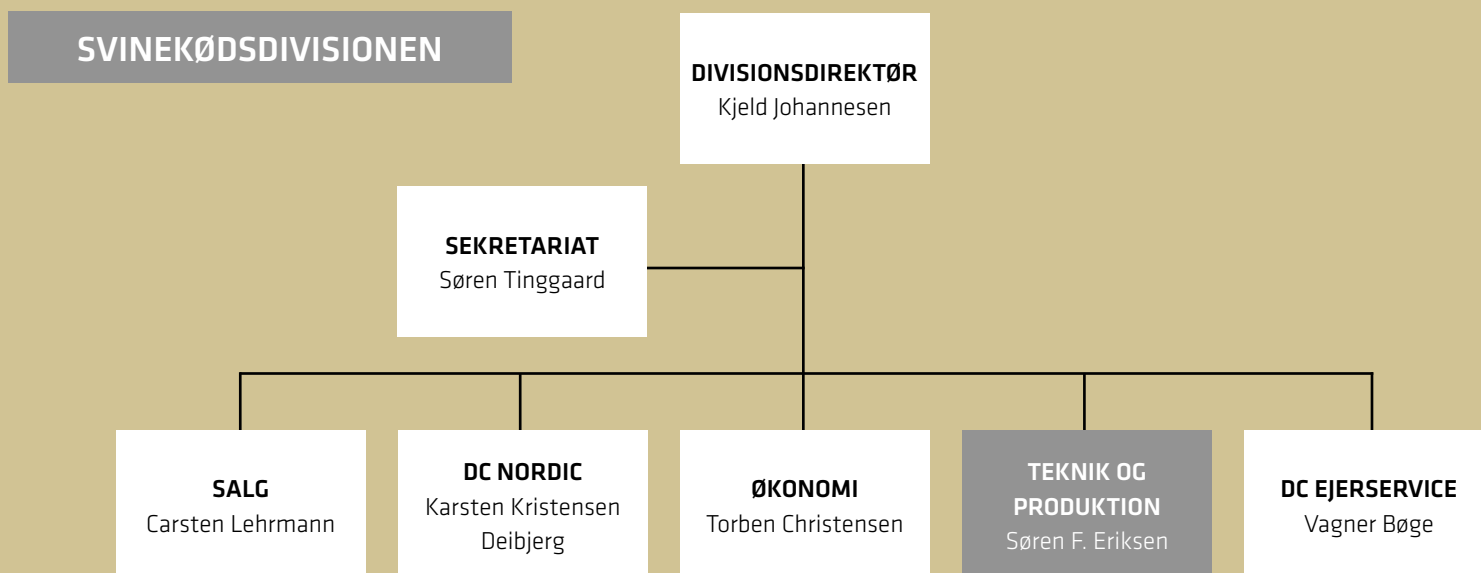 SVINEKØDSDIVISIONEN
DIVISIONSDIREKTØR
Kjeld Johannesen
SEKRETARIAT
Søren Tinggaard
SALG
Carsten Lehrmann
DC NORDIC
Karsten Kristensen
Deibjerg
ØKONOMI
Torben Christensen
TEKNIK OG
PRODUKTION
Søren F. Eriksen
DC EJERSERVICE
Vagner Bøge